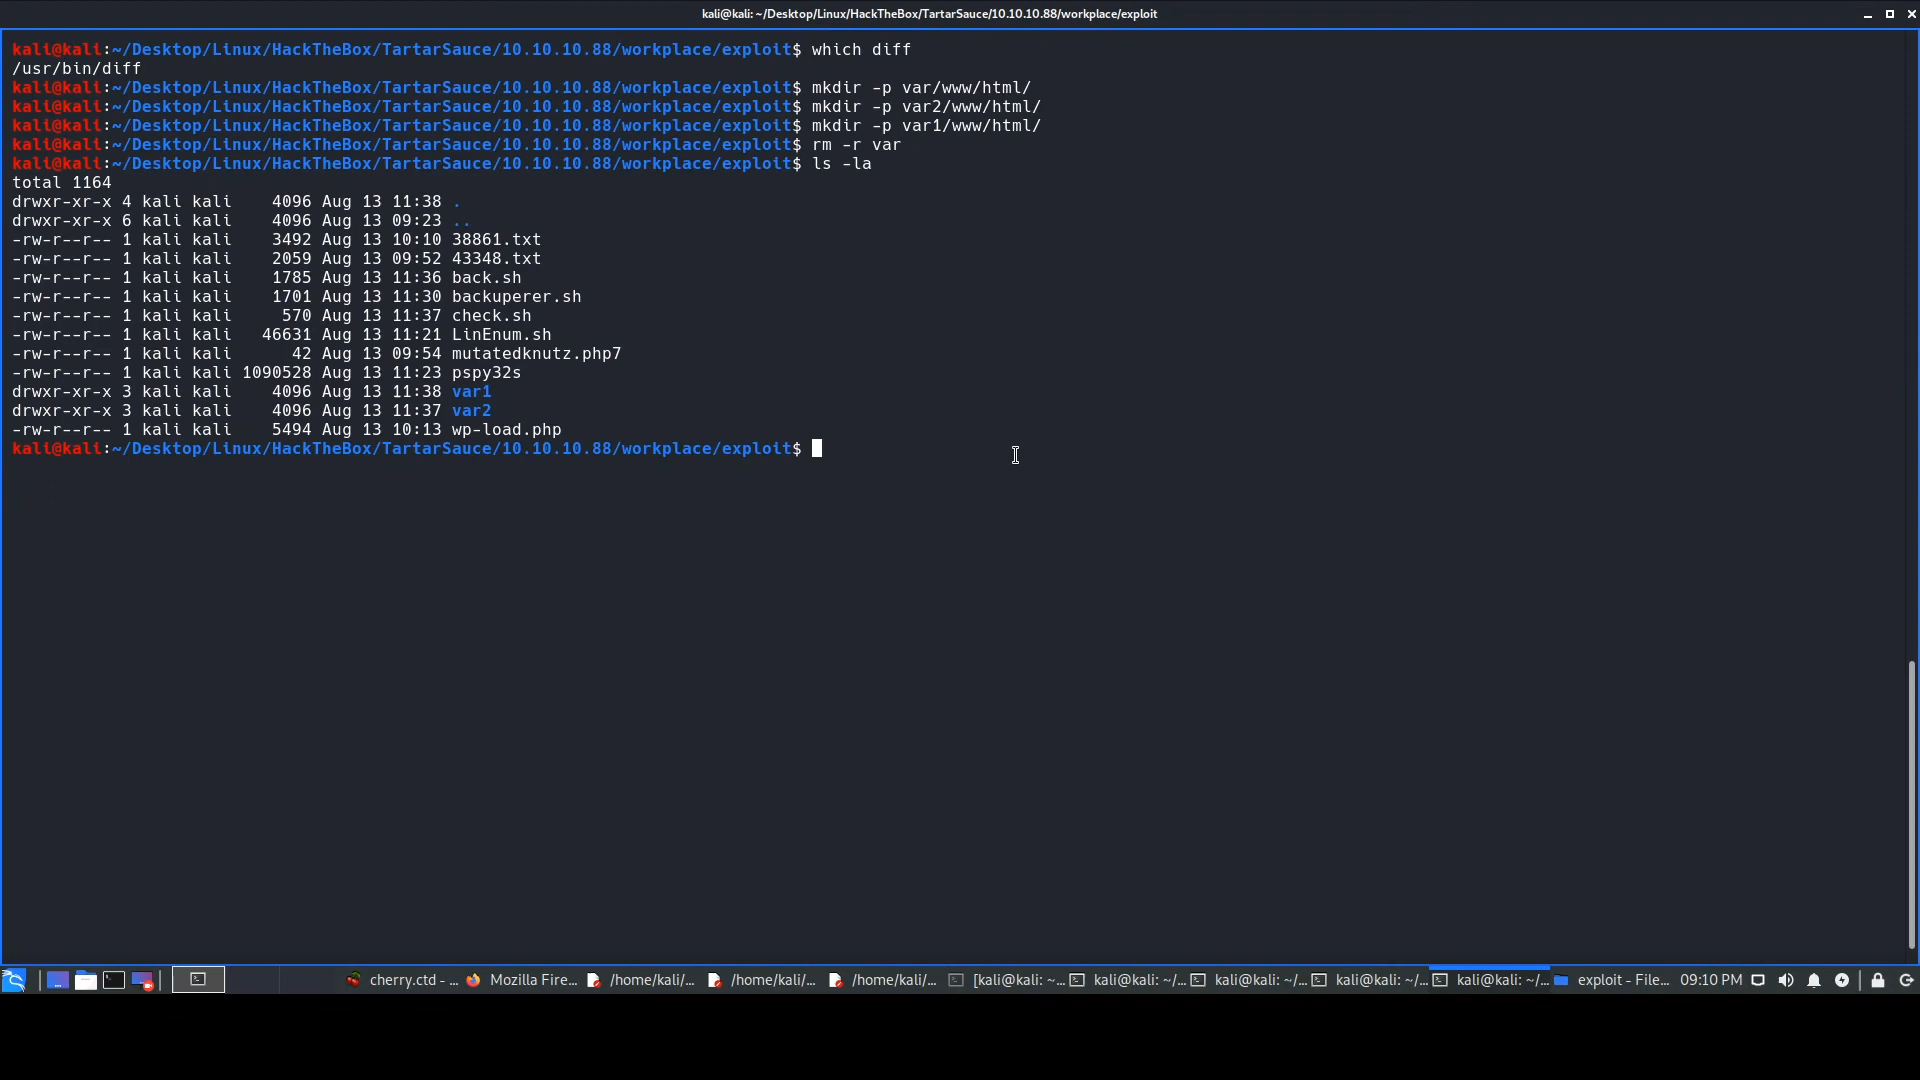 kali@kali: ~/Desktop/Linux/HackTheBox/TartarSauce/10.10.10.88/workplace/exploit
kali@kali:~/Desktop/Linux/HackTheBox/TartarSauce/10.10.10.88/workplace/exploit$ which diff
/usr/bin/diff
kali@kali:~/Desktop/Linux/HackTheBox/TartarSauce/10.10.10.88/workplace/exploit$ mkdir -p var/www/html/
kali@kali:~/Desktop/Linux/HackTheBox/TartarSauce/10.10.10.88/workplace/exploit$ mkdir -p var2/www/html/
kali@kali:~/Desktop/Linux/HackTheBox/TartarSauce/10.10.10.88/workplace/exploit$ mkdir -p var1/www/html/
kali@kali:~/Desktop/Linux/HackTheBox/TartarSauce/10.10.10.88/workplace/exploit$ rm -r var
kali@kali:~/Desktop/Linux/HackTheBox/TartarSauce/10.10.10.88/workplace/exploit$ ls -la
total 1164
drwxr-xr-x 4 kali kali    4096 Aug 13 11:38 .
drwxr-xr-x 6 kali kali    4096 Aug 13 09:23 ..
-rw-r--r-- 1 kali kali    3492 Aug 13 10:10 38861.txt
-rw-r--r-- 1 kali kali    2059 Aug 13 09:52 43348.txt
-rw-r--r-- 1 kali kali    1785 Aug 13 11:36 back.sh
-rw-r--r-- 1 kali kali    1701 Aug 13 11:30 backuperer.sh
-rw-r--r-- 1 kali kali     570 Aug 13 11:37 check.sh
-rw-r--r-- 1 kali kali   46631 Aug 13 11:21 LinEnum.sh
-rw-r--r-- 1 kali kali      42 Aug 13 09:54 mutatedknutz.php7
-rw-r--r-- 1 kali kali 1090528 Aug 13 11:23 pspy32s
drwxr-xr-x 3 kali kali    4096 Aug 13 11:38 var1
drwxr-xr-x 3 kali kali    4096 Aug 13 11:37 var2
-rw-r--r-- 1 kali kali    5494 Aug 13 10:13 wp-load.php
kali@kali:~/Desktop/Linux/HackTheBox/TartarSauce/10.10.10.88/workplace/exploit$
cherry.ctd - ... Mozilla Fire... /home/kali/... /home/kali/... /home/kali/... [kali@kali: ~... kali@kali: ~/... kali@kali: ~/... kali@kali: ~/... kali@kali: ~/... exploit - File... 09:10 PM